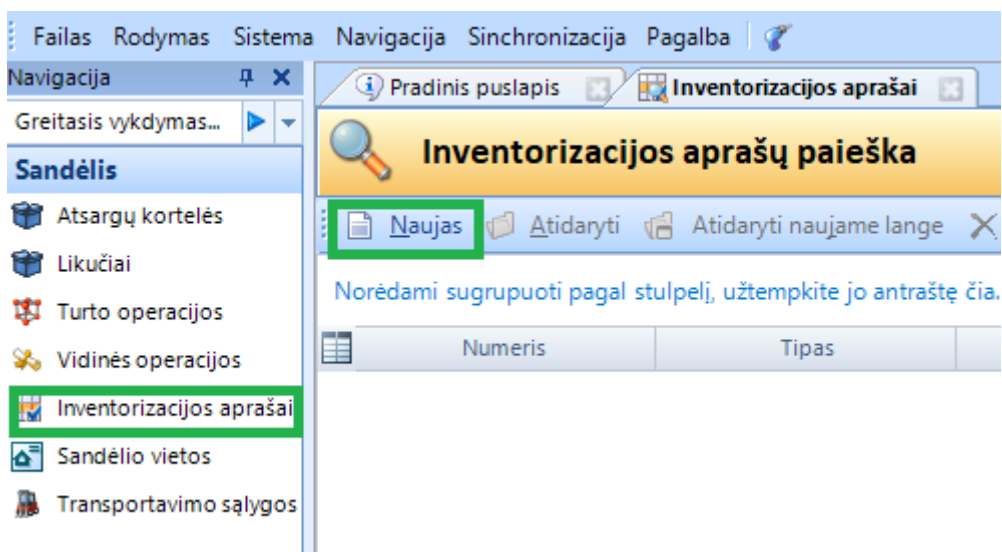 Failas Rodymas Sistema Navigacija Sinchronizacija Pagalba
Navigacija
Greitasis vykdymas...
Sandėlis
Atsargų kortelės
Likučiai
Turto operacijos
Vidinės operacijos
Inventorizacijos aprašai
Sandėlio vietos
Transportavimo sąlygos
Pradinis puslapis Inventorizacijos aprašai
Inventorizacijos aprašų paieška
Naujas Atidaryti Atidaryti naujame lange
Norėdami sugrupuoti pagal stulpelį, užtempkite jo antraštę čia.
Numeris Tipas